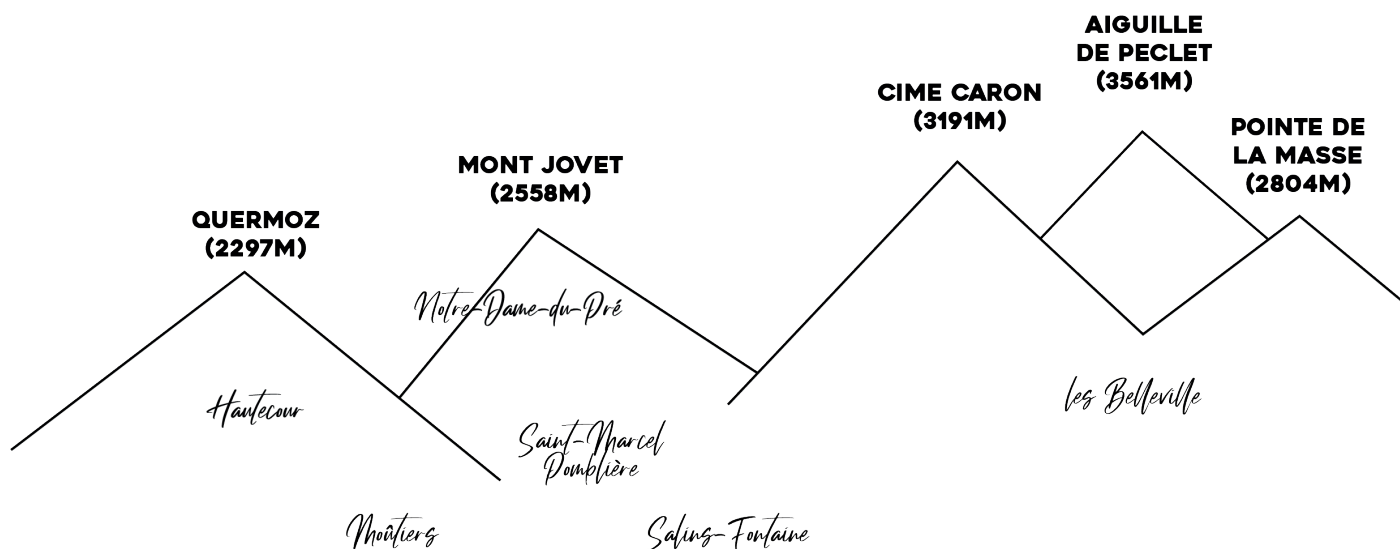 AIGUILLE
DE PECLET
(3561M)
CIME CARON
(3191M)
POINTE DE
LA MASSE
(2804M)
MONT JOVET
(2558M)
QUERMOZ
(2297M)
Notre-Dame-du-Pré
Hautecour
les Belleville
Saint-Marcel
Pomblière
Moûtiers
Salins-Fontaine